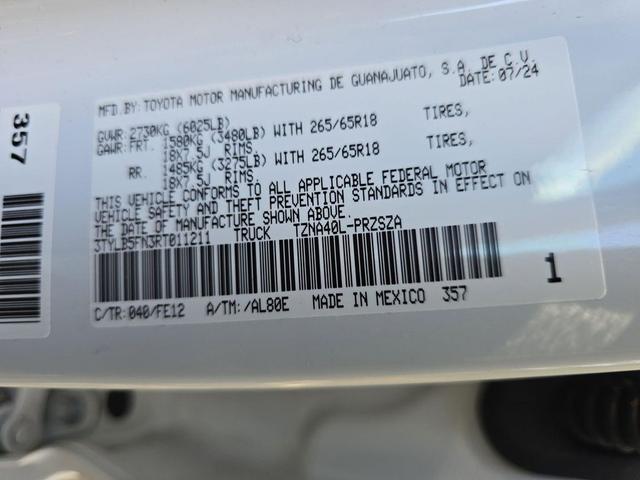 MFD.BY:TOYOTA MOTOR MANUFACTURING DE GUANAJUATO, S.A. DE C.V.
DATE: 07/24
GVWR:2730KG (6025LB)
GAWR:FRT. 1580KG (3480LB) WITH 265/65R18 TIRES,
18X7.5J RIMS.
RR. 1485KG (3275LB) WITH 265/65R18 TIRES,
18X7.5J RIMS.
THIS VEHICLE CONFORMS TO ALL APPLICABLE FEDERAL MOTOR
VEHICLE SAFETY AND THEFT PREVENTION STANDARDS IN EFFECT ON
THE DATE OF MANUFACTURE SHOWN ABOVE.
3TYLB5FN3RT011211 TRUCK TZNA40L-PRZSZA
1
C/TR:040/FE12 A/TM:/AL80E MADE IN MEXICO 357
357